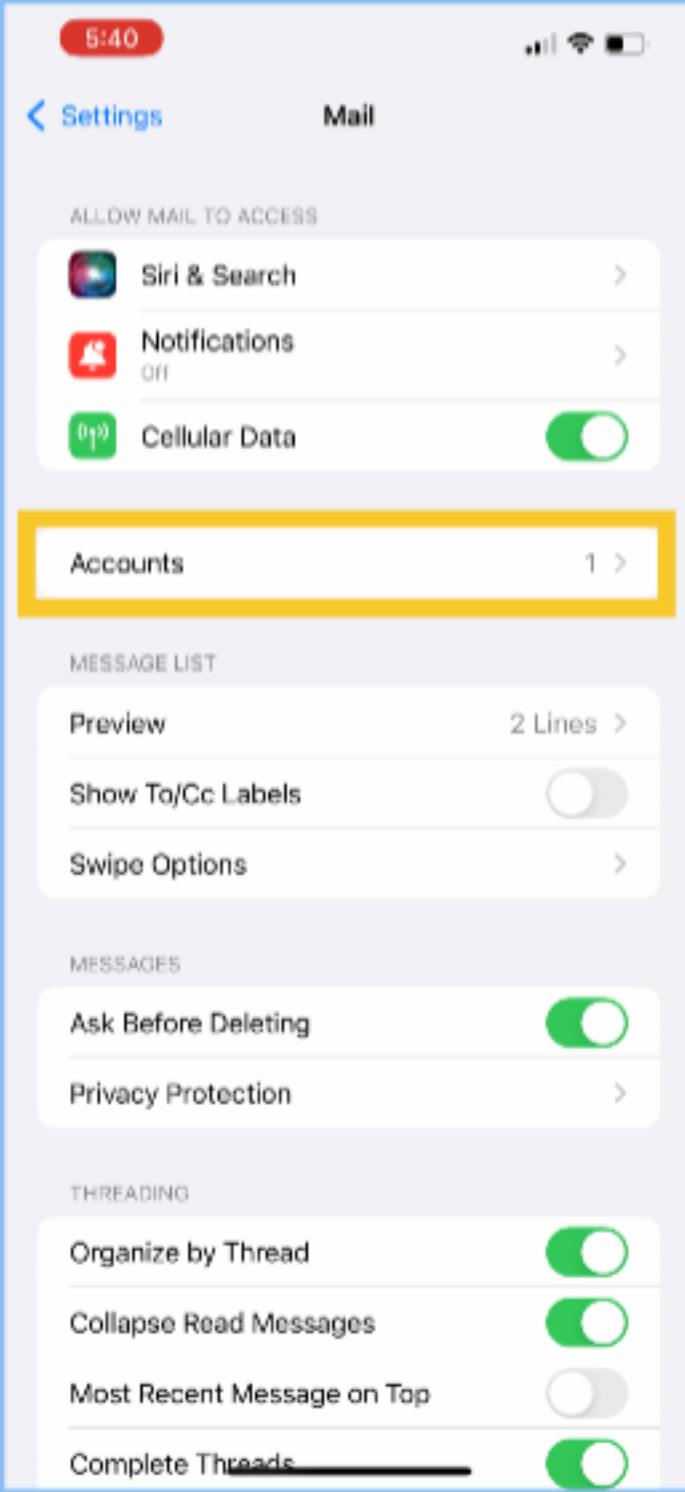 5:40
Settings
Mail
ALLOW MAIL TO ACCESS
Siri & Search
Notifications
Off
Cellular Data
Accounts 1
MESSAGE LIST
Preview 2 Lines
Show To/Cc Labels
Swipe Options
MESSAGES
Ask Before Deleting
Privacy Protection
THREADING
Organize by Thread
Collapse Read Messages
Most Recent Message on Top
Complete Threads